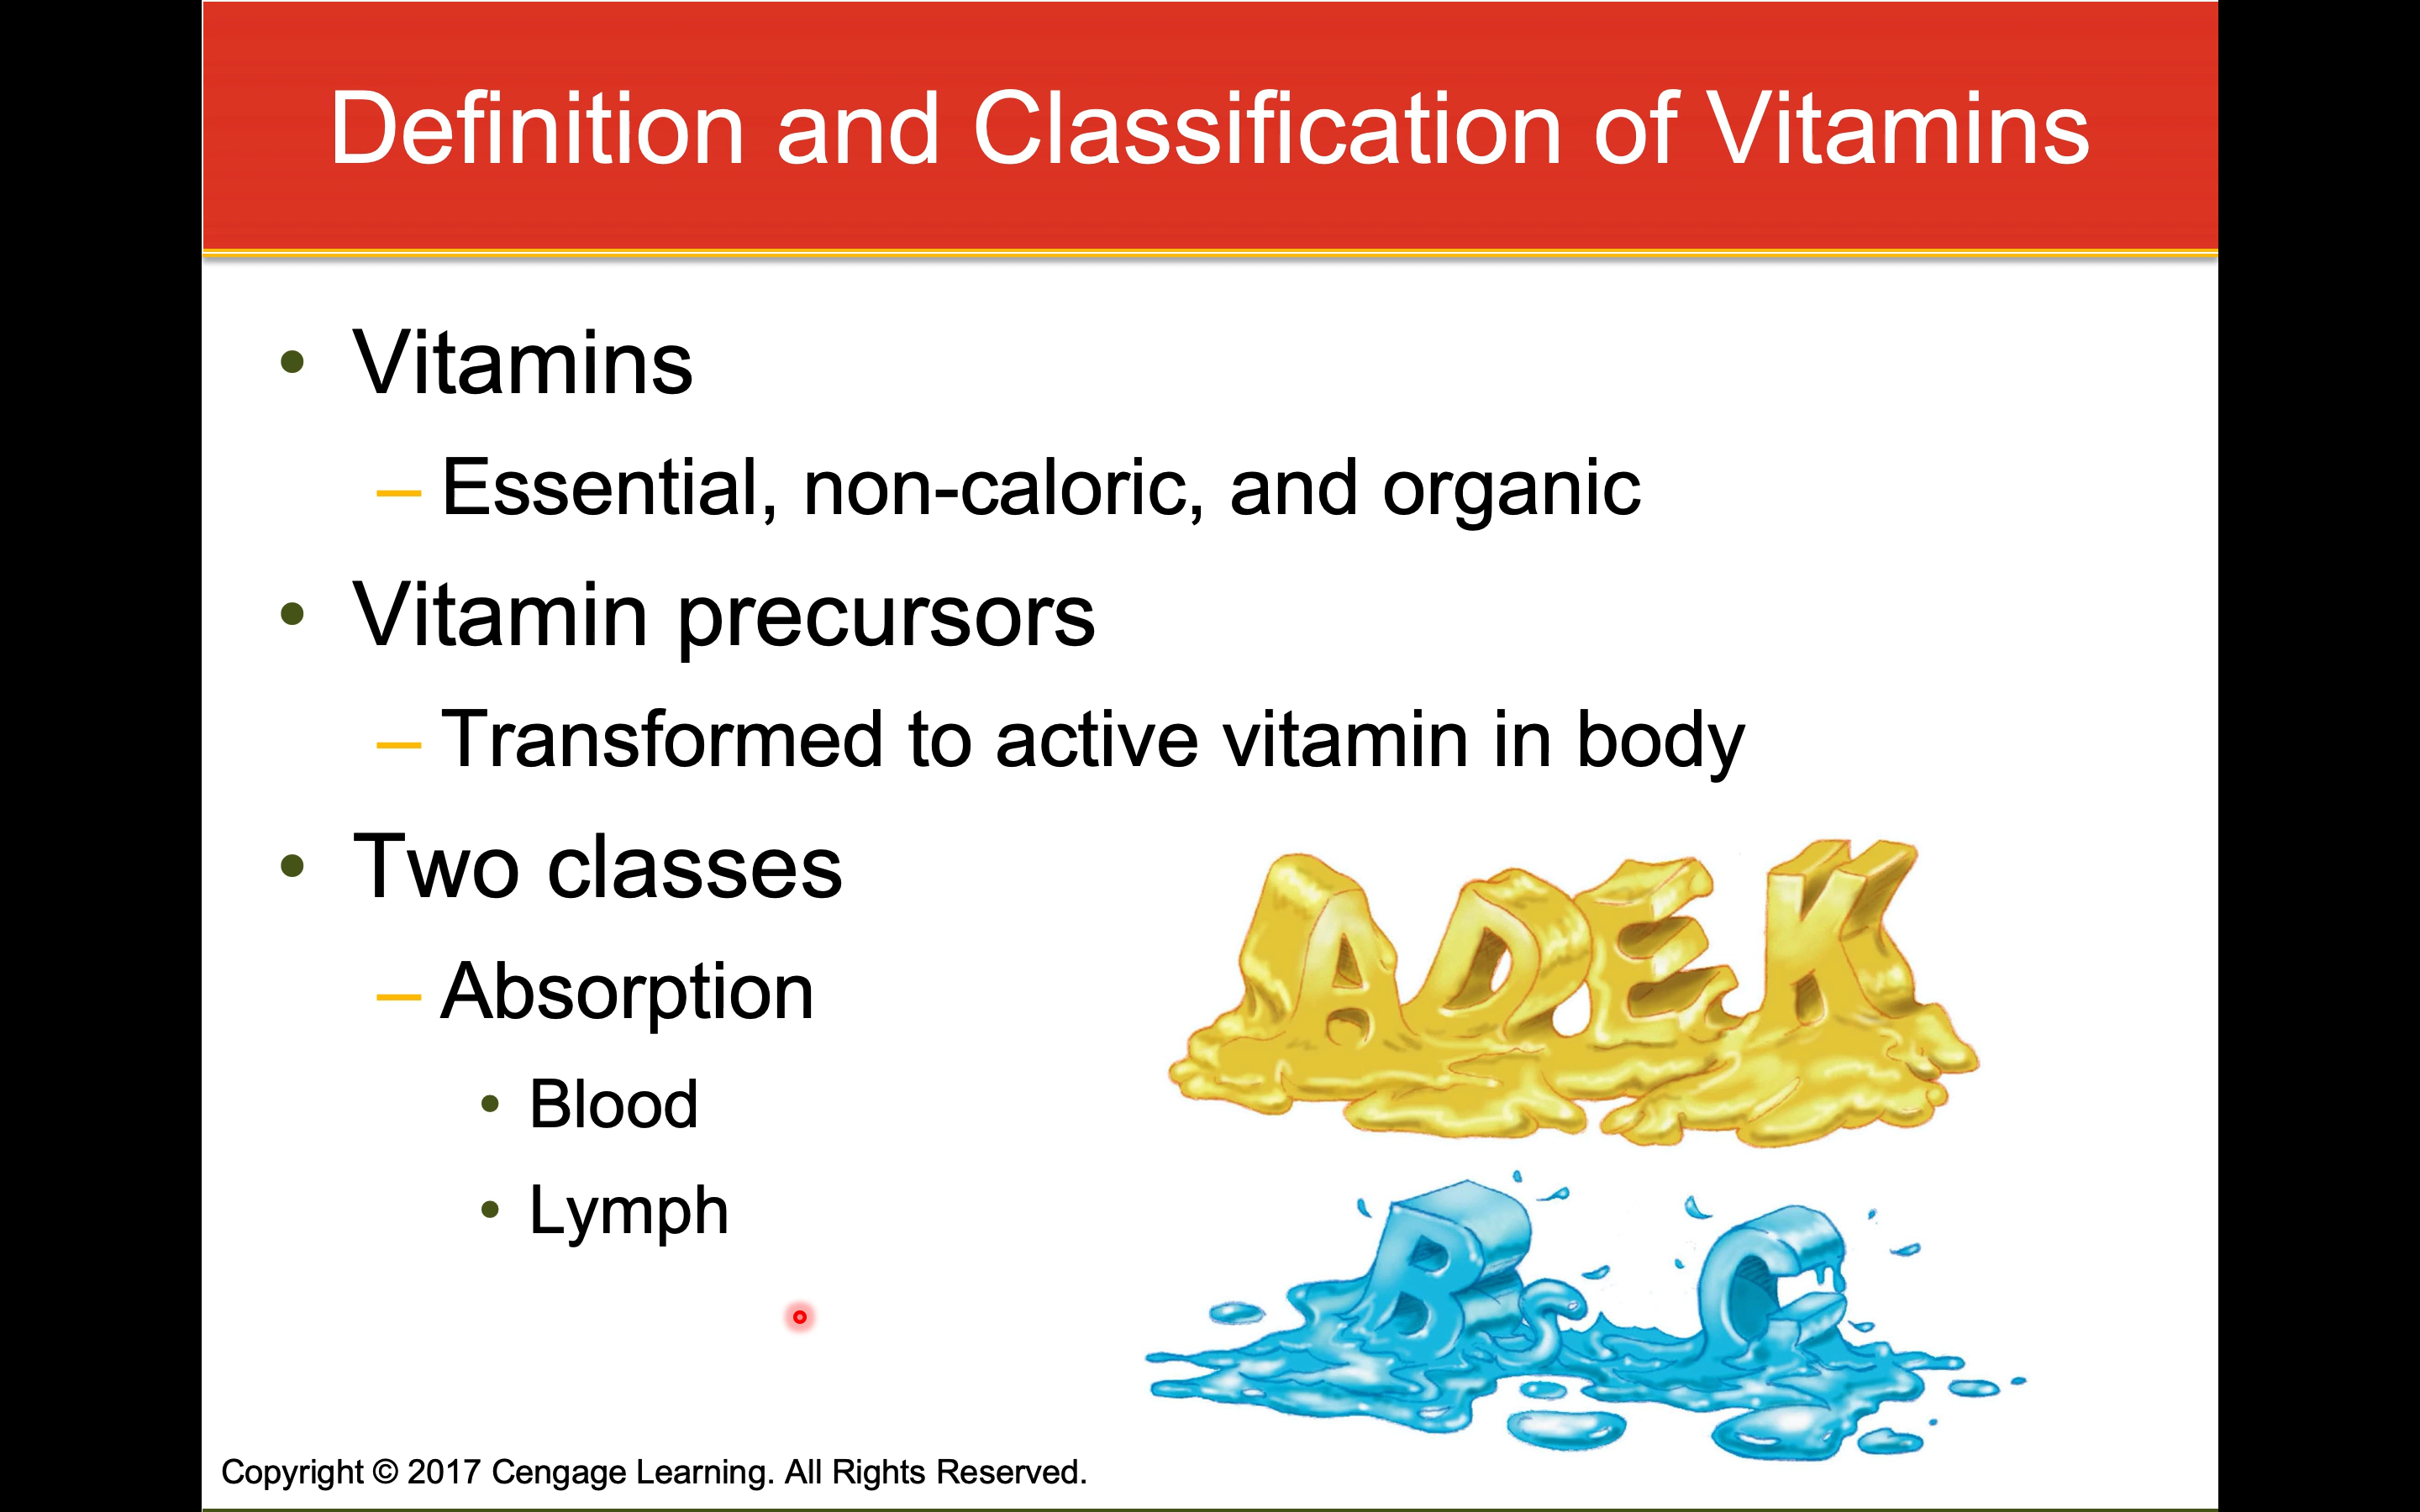 Definition and Classification of Vitamins
• Vitamins
– Essential, non-caloric, and organic
• Vitamin precursors
– Transformed to active vitamin in body
• Two classes
– Absorption
• Blood
• Lymph
ADEK
Bs C
Copyright © 2017 Cengage Learning. All Rights Reserved.